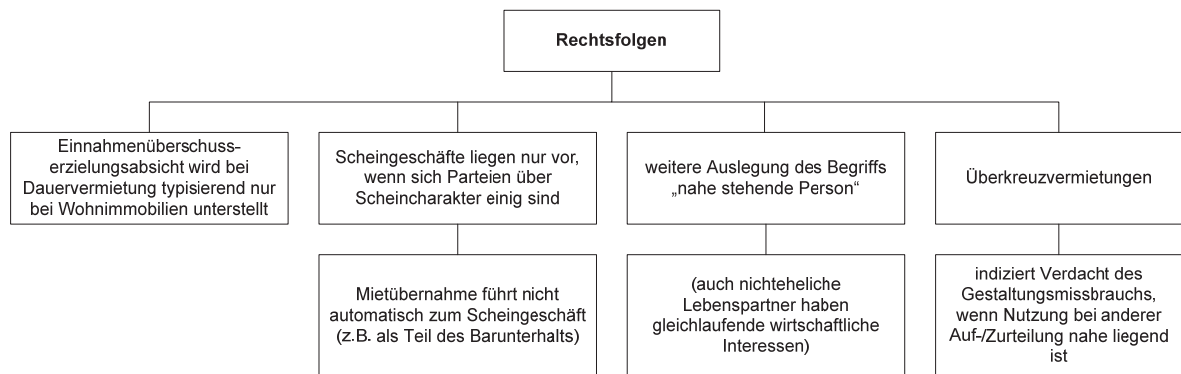 Rechtsfolgen
Einnahmenüberschuss-
erzielungsabsicht wird bei
Dauervermietung typisierend nur
bei Wohnimmobilien unterstellt
Scheingeschäfte liegen nur vor,
wenn sich Parteien über
Scheincharakter einig sind
weitere Auslegung des Begriffs
„nahe stehende Person“
Überkreuzvermietungen
Mietübernahme führt nicht
automatisch zum Scheingeschäft
(z.B. als Teil des Barunterhalts)
(auch nichteheliche
Lebenspartner haben
gleichlaufende wirtschaftliche
Interessen)
indiziert Verdacht des
Gestaltungsmissbrauchs,
wenn Nutzung bei anderer
Auf-/Zurteilung nahe liegend
ist